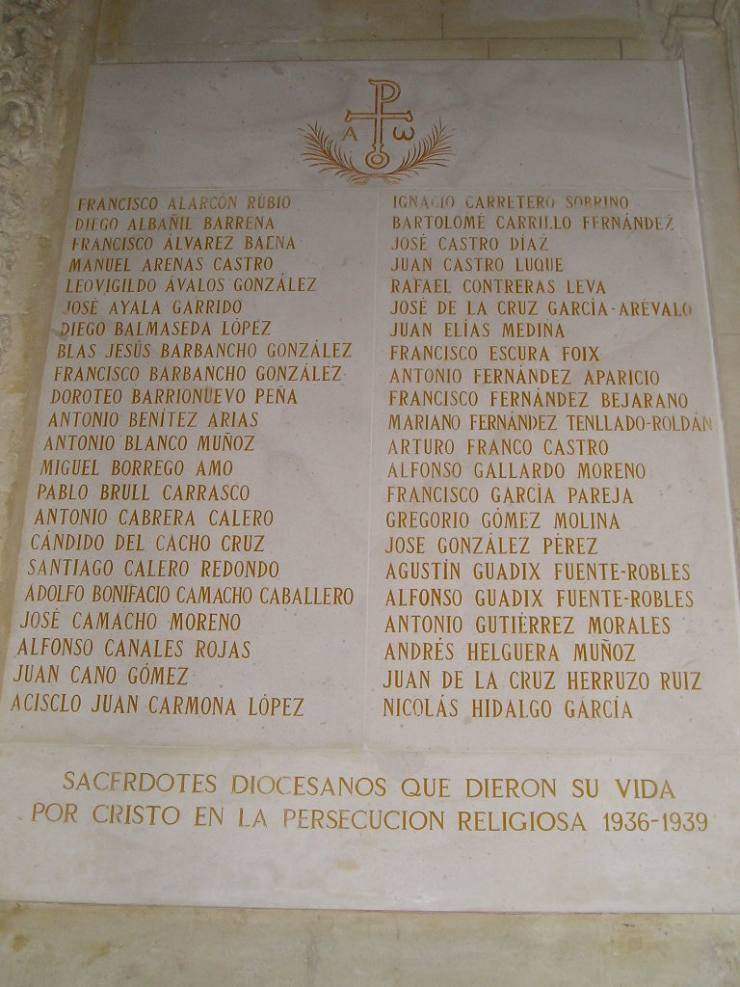 Α ω
FRANCISCO ALARCÓN RUBIO
DIEGO ALBAÑIL BARRENA
FRANCISCO ÁLVAREZ BAENA
MANUEL ARENAS CASTRO
LEOVIGILDO ÁVALOS GONZÁLEZ
JOSÉ AYALA GARRIDO
DIEGO BALMASEDA LÓPEZ
BLAS JESÚS BARBANCHO GONZÁLEZ
FRANCISCO BARBANCHO GONZÁLEZ
DOROTEO BARRIONUEVO PEÑA
ANTONIO BENÍTEZ ARIAS
ANTONIO BLANCO MUÑOZ
MIGUEL BORREGO AMO
PABLO BRULL CARRASCO
ANTONIO CABRERA CALERO
CÁNDIDO DEL CACHO CRUZ
SANTIAGO CALERO REDONDO
ADOLFO BONIFACIO CAMACHO CABALLERO
JOSÉ CAMACHO MORENO
ALFONSO CANALES ROJAS
JUAN CANO GÓMEZ
ACISCLO JUAN CARMONA LÓPEZ
IGNACIO CARRETERO SOBRINO
BARTOLOMÉ CARRILLO FERNÁNDEZ
JOSÉ CASTRO DÍAZ
JUAN CASTRO LUQUE
RAFAEL CONTRERAS LEVA
JOSÉ DE LA CRUZ GARCÍA-ARÉVALO
JUAN ELÍAS MEDINA
FRANCISCO ESCURA FOIX
ANTONIO FERNÁNDEZ APARICIO
FRANCISCO FERNÁNDEZ BEJARANO
MARIANO FERNÁNDEZ TENLLADO-ROLDÁN
ARTURO FRANCO CASTRO
ALFONSO GALLARDO MORENO
FRANCISCO GARCÍA PAREJA
GREGORIO GÓMEZ MOLINA
JOSE GONZÁLEZ PÉREZ
AGUSTÍN GUADIX FUENTE-ROBLES
ALFONSO GUADIX FUENTE-ROBLES
ANTONIO GUTIÉRREZ MORALES
ANDRÉS HELGUERA MUÑOZ
JUAN DE LA CRUZ HERRUZO RUIZ
NICOLÁS HIDALGO GARCÍA
SACERDOTES DIOCESANOS QUE DIERON SU VIDA
POR CRISTO EN LA PERSECUCION RELIGIOSA 1936-1939